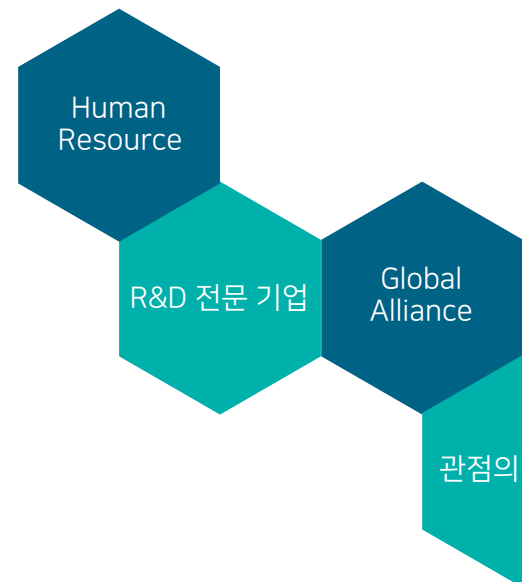 Human
Resource
R&D 전문 기업
Global
Alliance
관점의